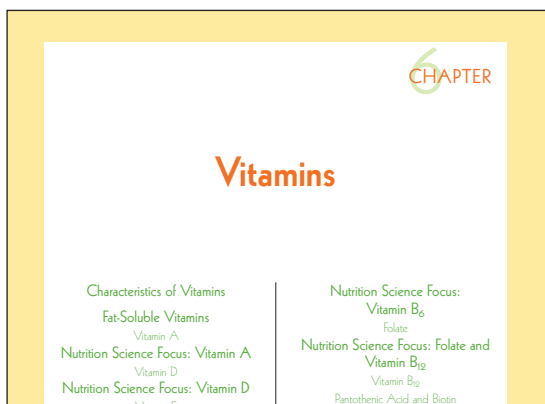 6
CHAPTER
Vitamins
Characteristics of Vitamins
Fat-Soluble Vitamins
Vitamin A
Nutrition Science Focus: Vitamin A
Vitamin D
Nutrition Science Focus: Vitamin D
Nutrition Science Focus:
Vitamin B₆
Folate
Nutrition Science Focus: Folate and
Vitamin B₁₂
Vitamin B₁₂
Pantothenic Acid and Biotin